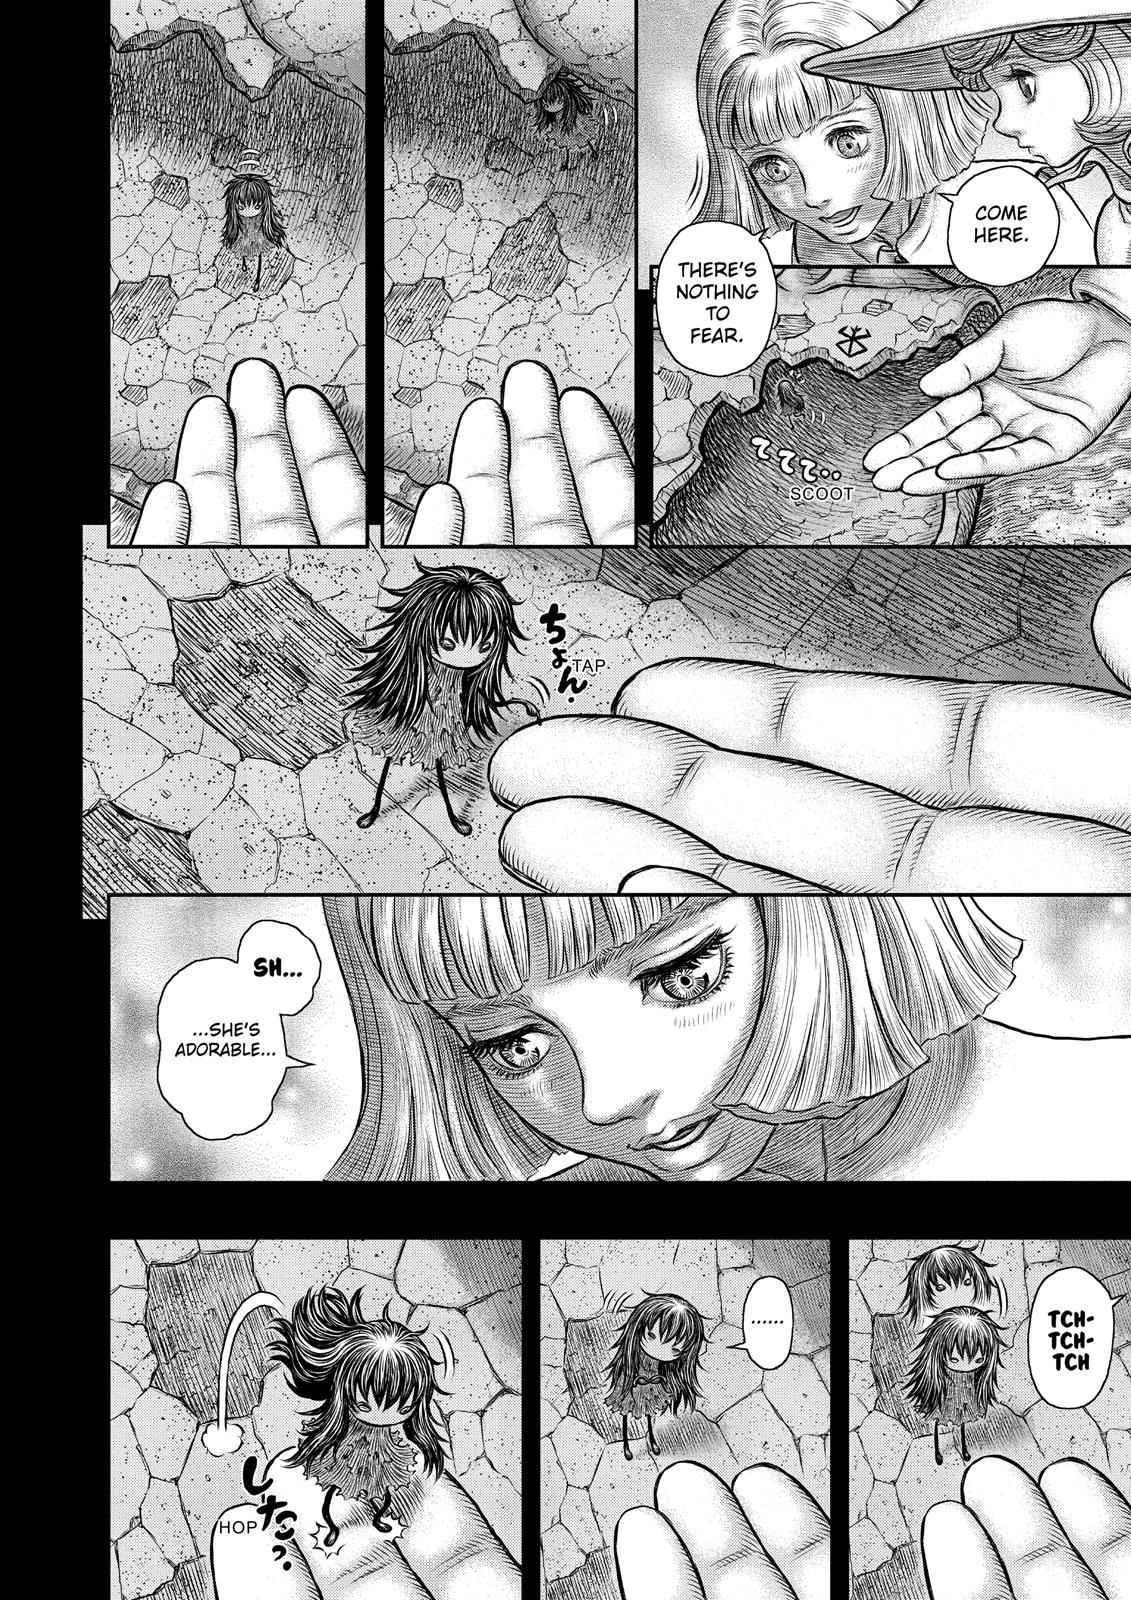 COME
HERE.
THERE'S
NOTHING
TO
FEAR.
ててて・・
SCOOT
ちょん。
TAP
SH...
...SHE'S
ADORABLE...
TCH-
TCH-
TCH
......
したっ。
HOP